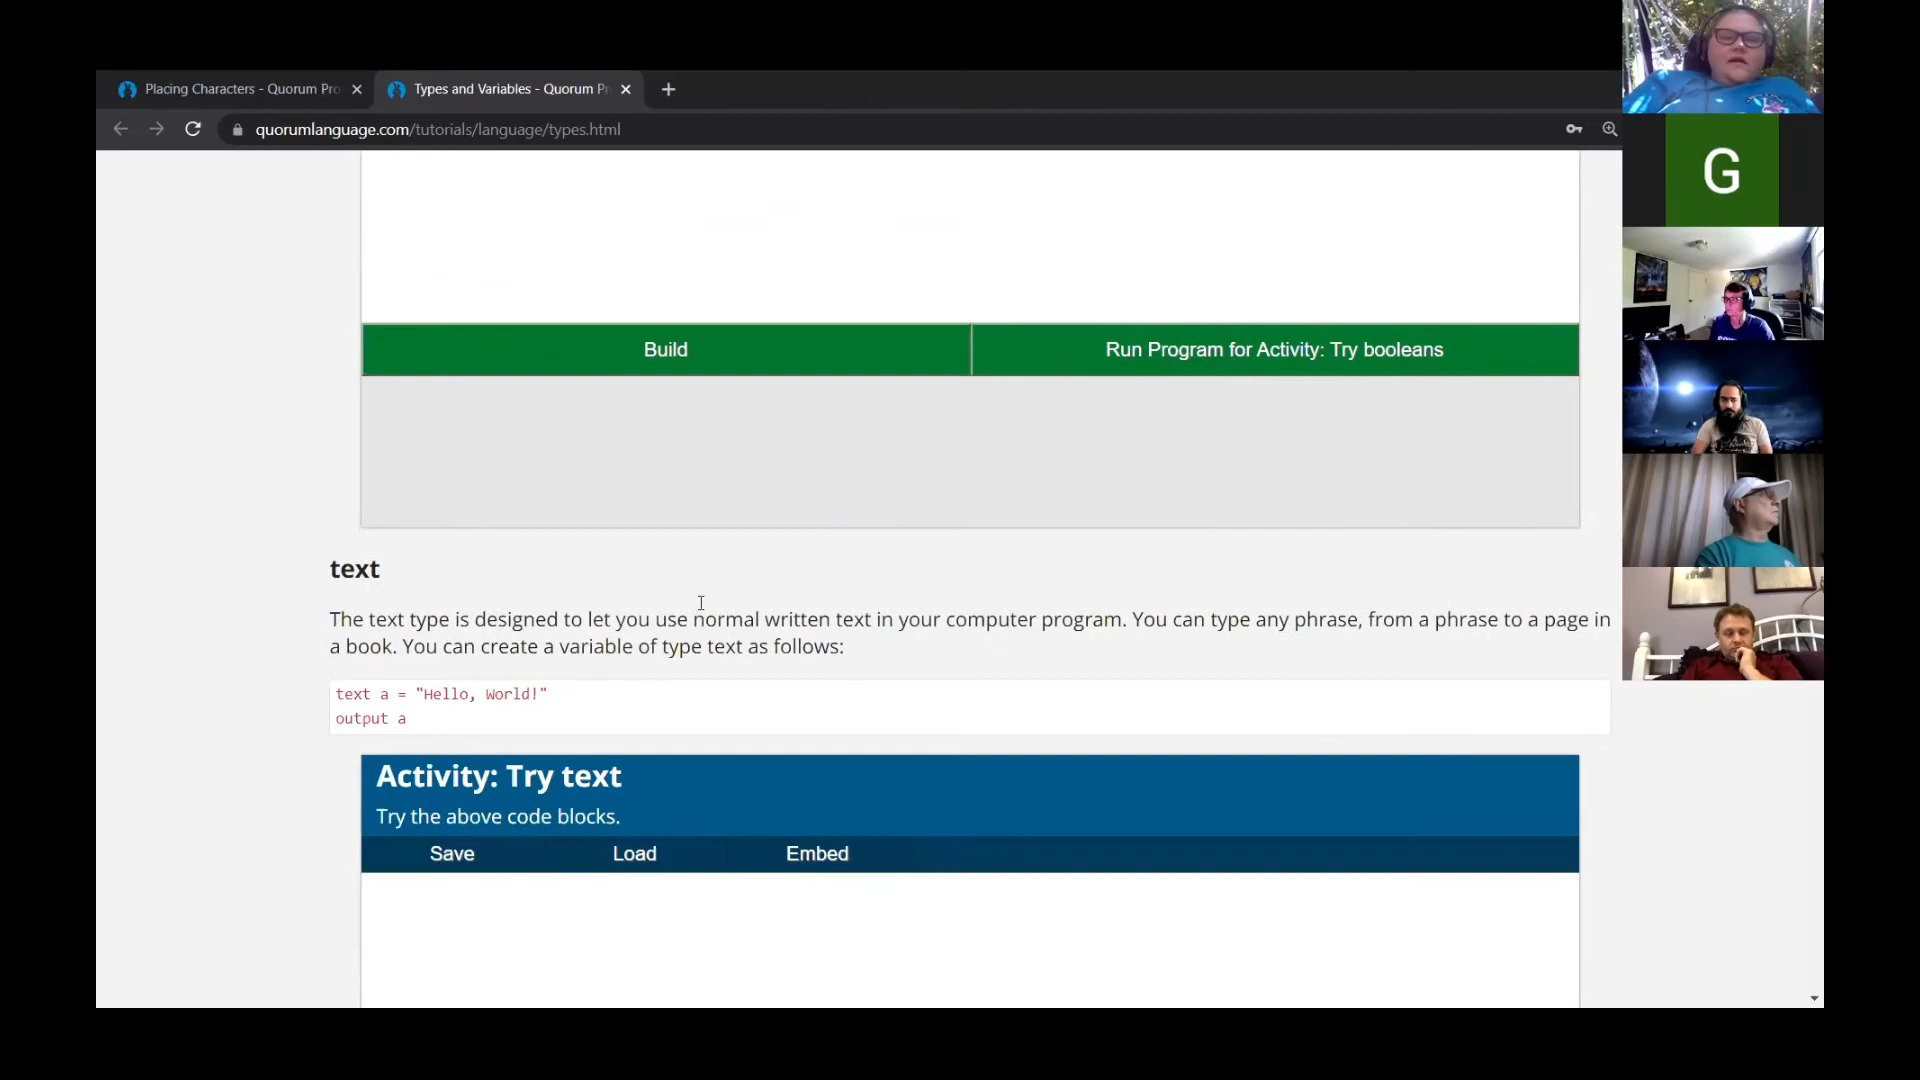 Placing Characters - Quorum Pro
Types and Variables - Quorum Pr
quorumlanguage.com/tutorials/language/types.html
G
Build
Run Program for Activity: Try booleans
text
The text type is designed to let you use normal written text in your computer program. You can type any phrase, from a phrase to a page in
a book. You can create a variable of type text as follows:
text a = "Hello, World!"
output a
Activity: Try text
Try the above code blocks.
Save
Load
Embed